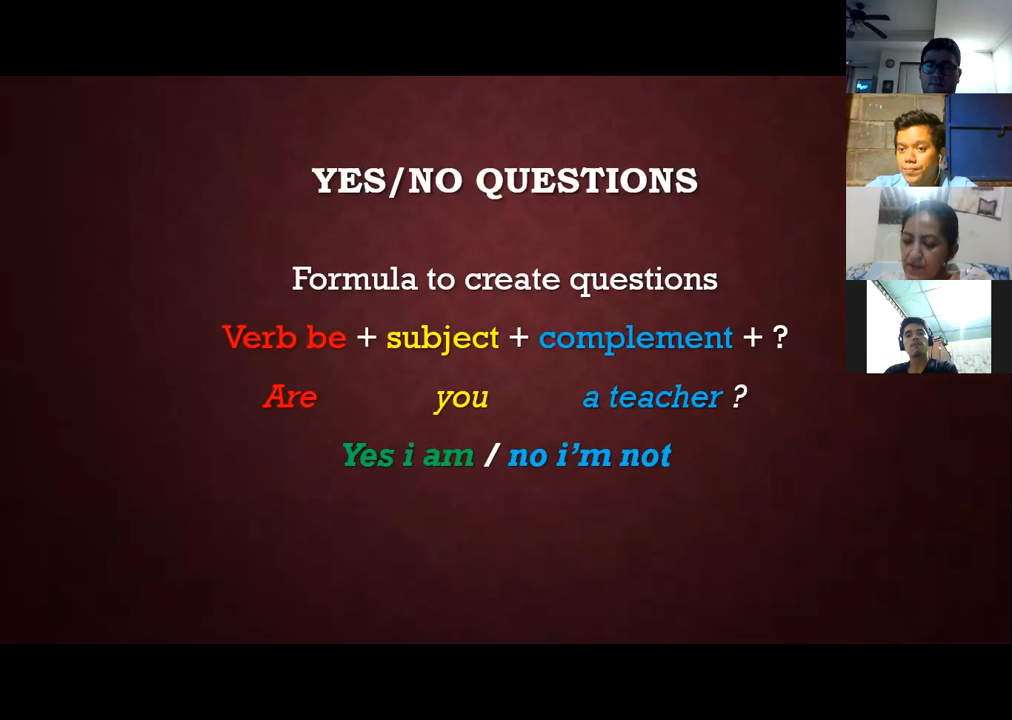 YES/NO QUESTIONS
Formula to create questions
Verb be + subject + complement + ?
Are you a teacher ?
Yes i am / no i’m not